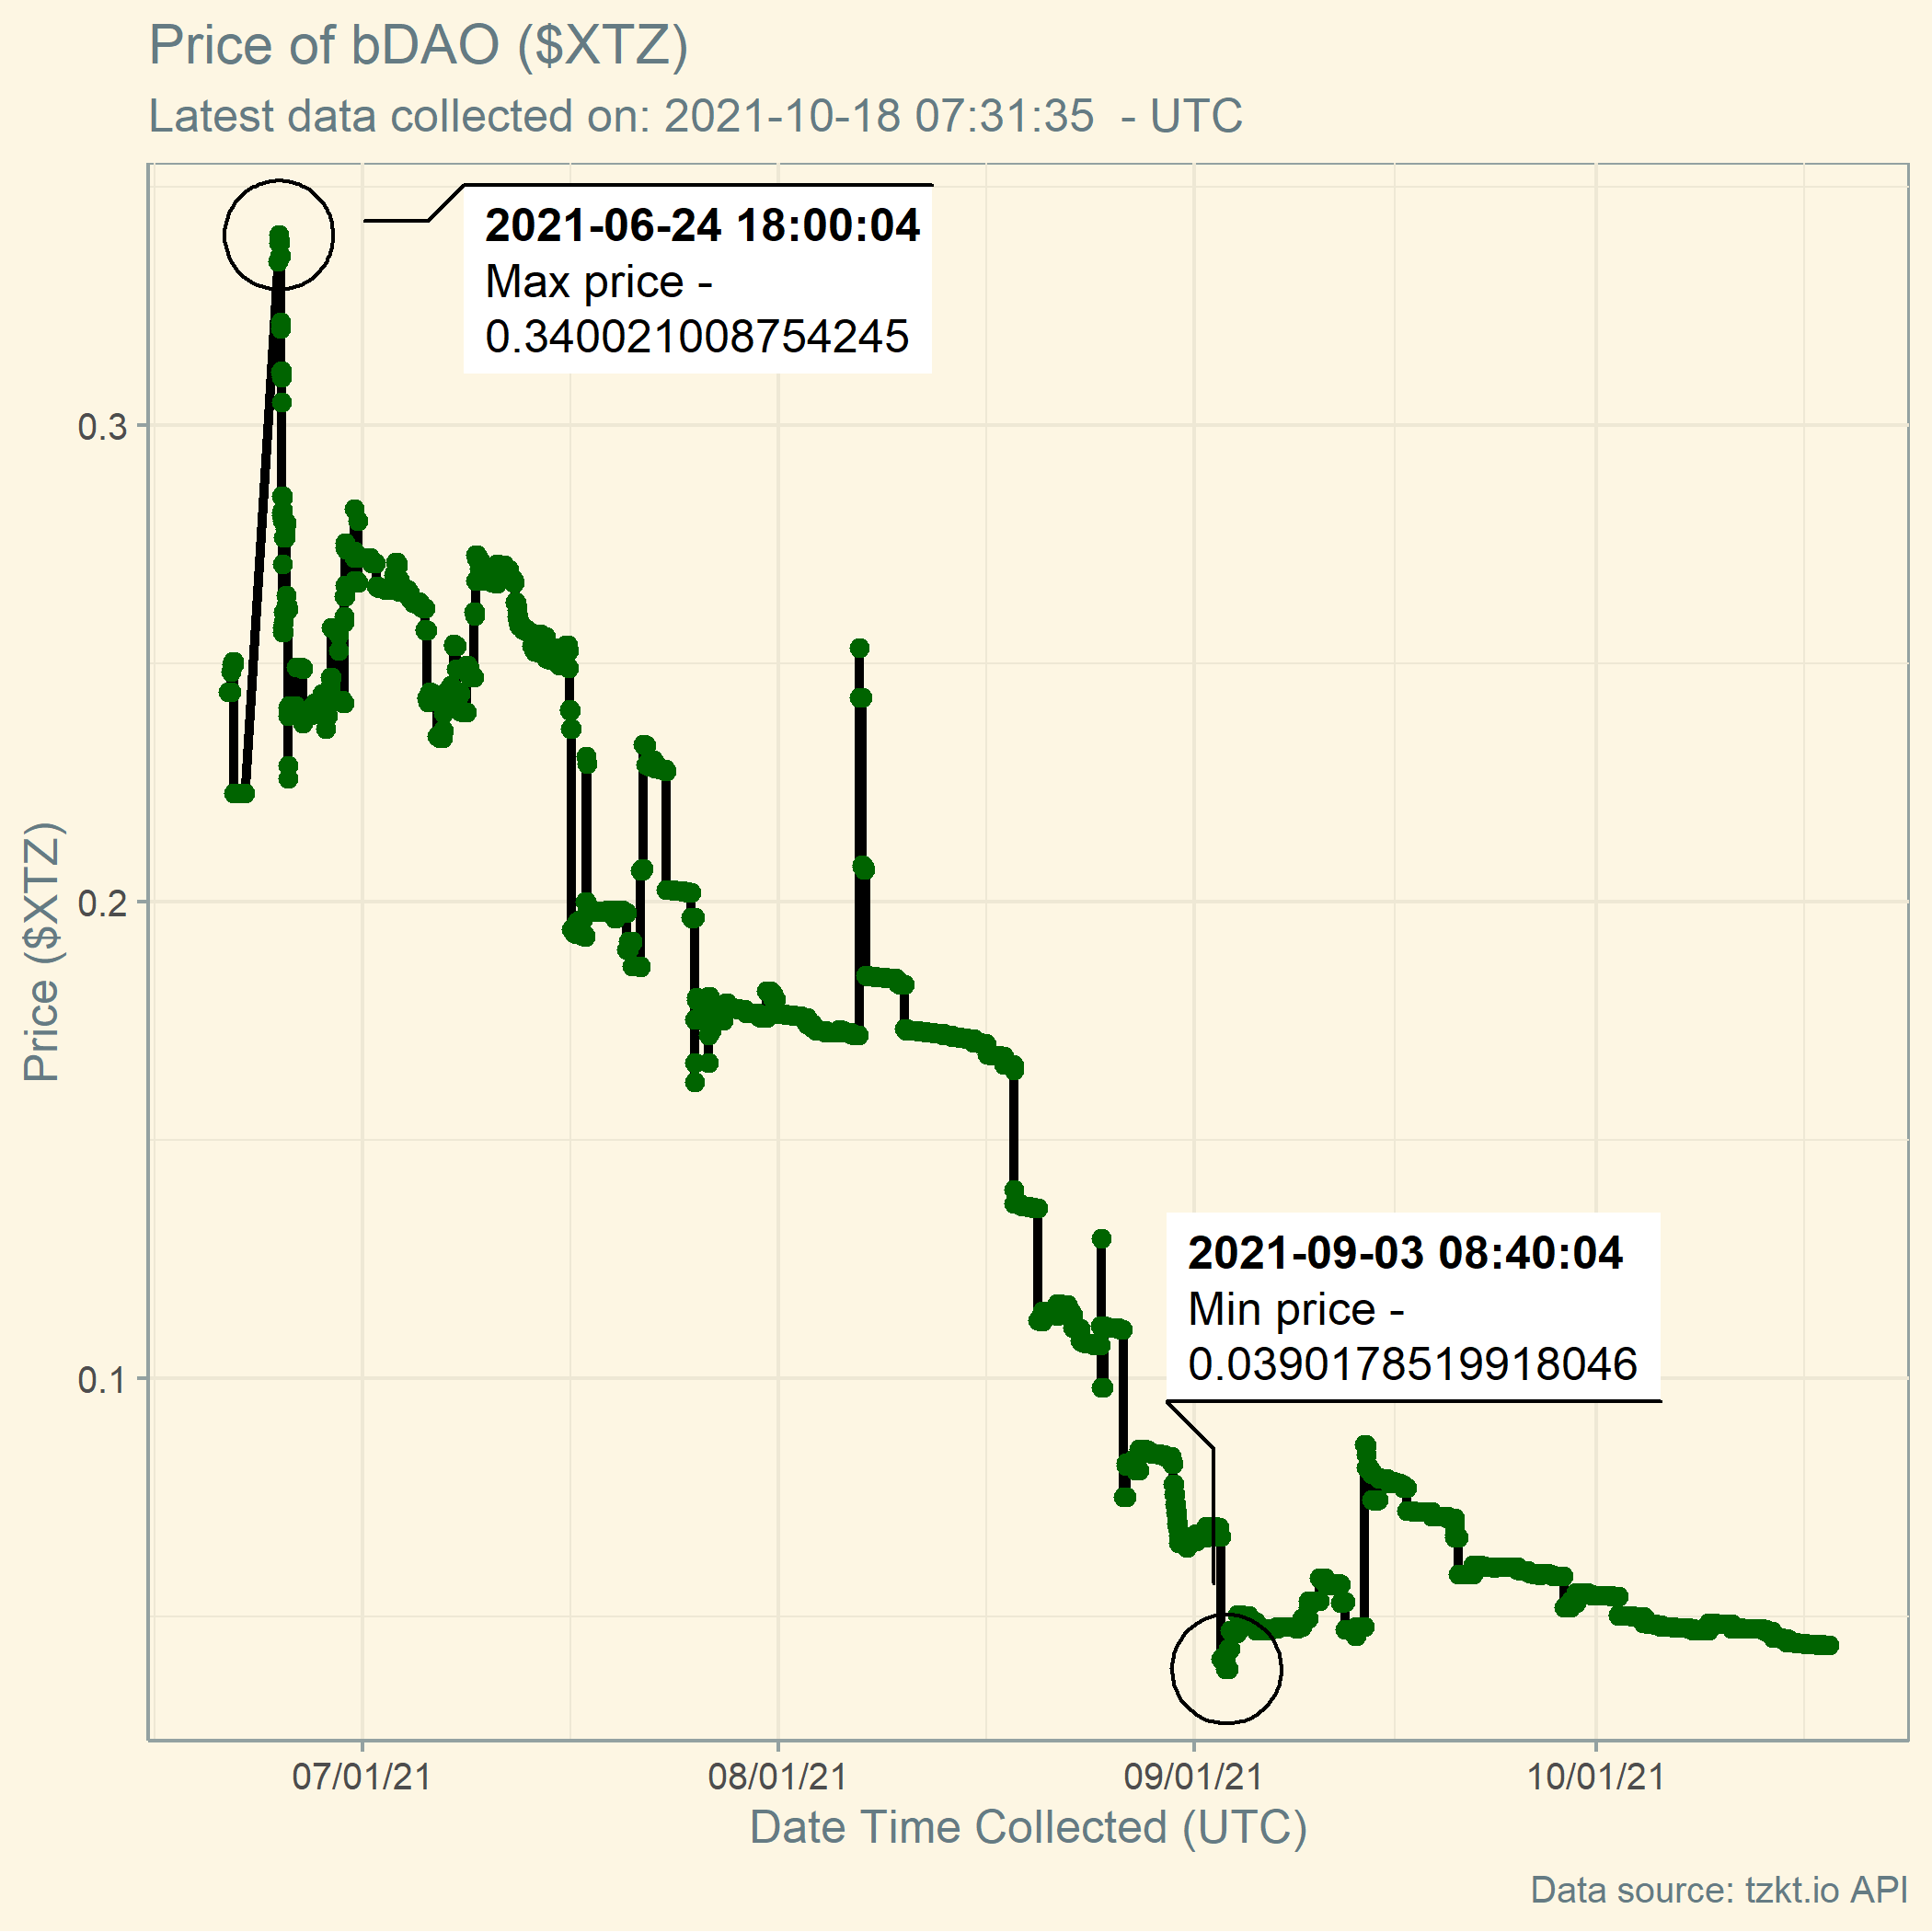 Price of bDAO ($XTZ)
Latest data collected on: 2021-10-18 07:31:35  - UTC
2021-06-24 18:00:04
Max price -
0.340021008754245
0.3
0.2
0.1
Price ($XTZ)
2021-09-03 08:40:04
Min price -
0.0390178519918046
07/01/21
08/01/21
09/01/21
10/01/21
Date Time Collected (UTC)
Data source: tzkt.io API